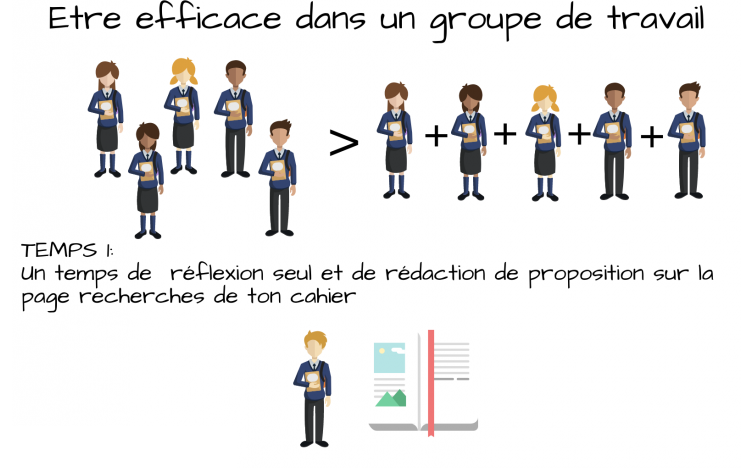 Etre efficace dans un groupe de travail
> + + + +
TEMPS 1:
Un temps de réflexion seul et de rédaction de proposition sur la
page recherches de ton cahier